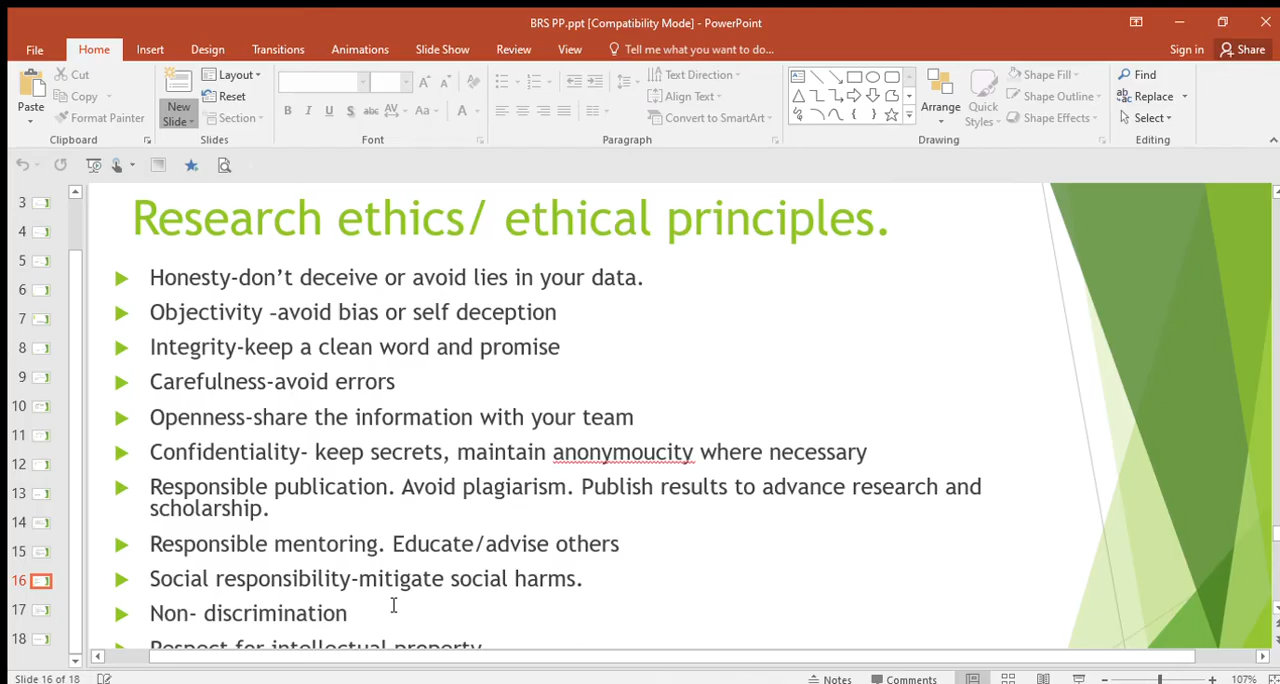 BRS PP.ppt [Compatibility Mode] - PowerPoint
File Home Insert Design Transitions Animations Slide Show Review View Tell me what you want to do... Sign in Share
Paste
Cut
Copy
Format Painter
Clipboard
New Slide
Layout
Reset
Section
Slides
B I U S abc AV Aa A
Font
Paragraph
Text Direction
Align Text
Convert to SmartArt
Arrange
Quick Styles
Shape Fill
Shape Outline
Shape Effects
Drawing
Find
Replace
Select
Editing
3
4
5
6
7
8
9
10
11
12
13
14
15
16
17
18
Research ethics/ ethical principles.
Honesty-don’t deceive or avoid lies in your data.
Objectivity –avoid bias or self deception
Integrity-keep a clean word and promise
Carefulness-avoid errors
Openness-share the information with your team
Confidentiality- keep secrets, maintain anonymoucity where necessary
Responsible publication. Avoid plagiarism. Publish results to advance research and
scholarship.
Responsible mentoring. Educate/advise others
Social responsibility-mitigate social harms.
Non- discrimination
Respect for intellectual property
Slide 16 of 18 Notes Comments 107%